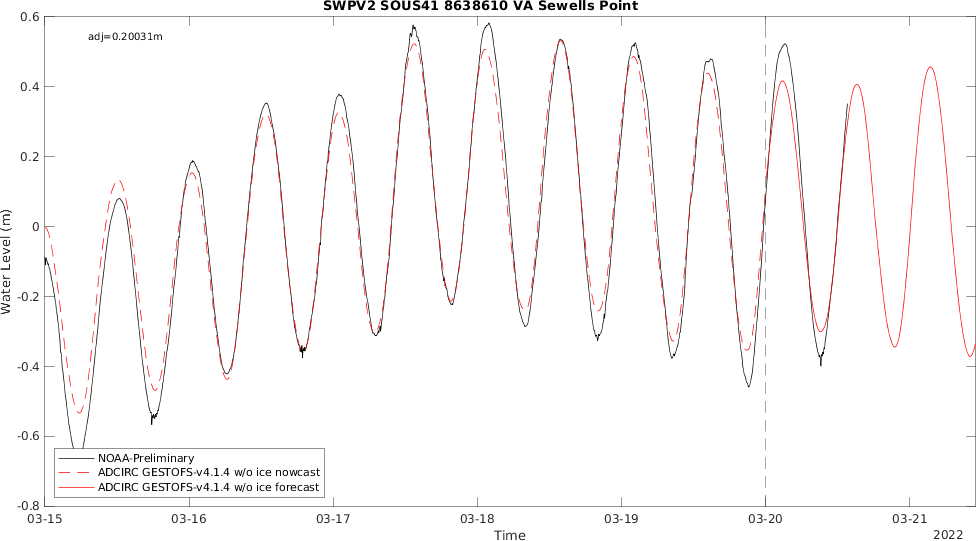 SWPV2 SOUS41 8638610 VA Sewells Point
adj=0.20031m
0.6
0.4
0.2
0
-0.2
-0.4
-0.6
-0.8
Water Level (m)
NOAA-Preliminary
ADCIRC GESTOFS-v4.1.4 w/o ice nowcast
ADCIRC GESTOFS-v4.1.4 w/o ice forecast
03-15 03-16 03-17 03-18 03-19 03-20 03-21
Time
2022